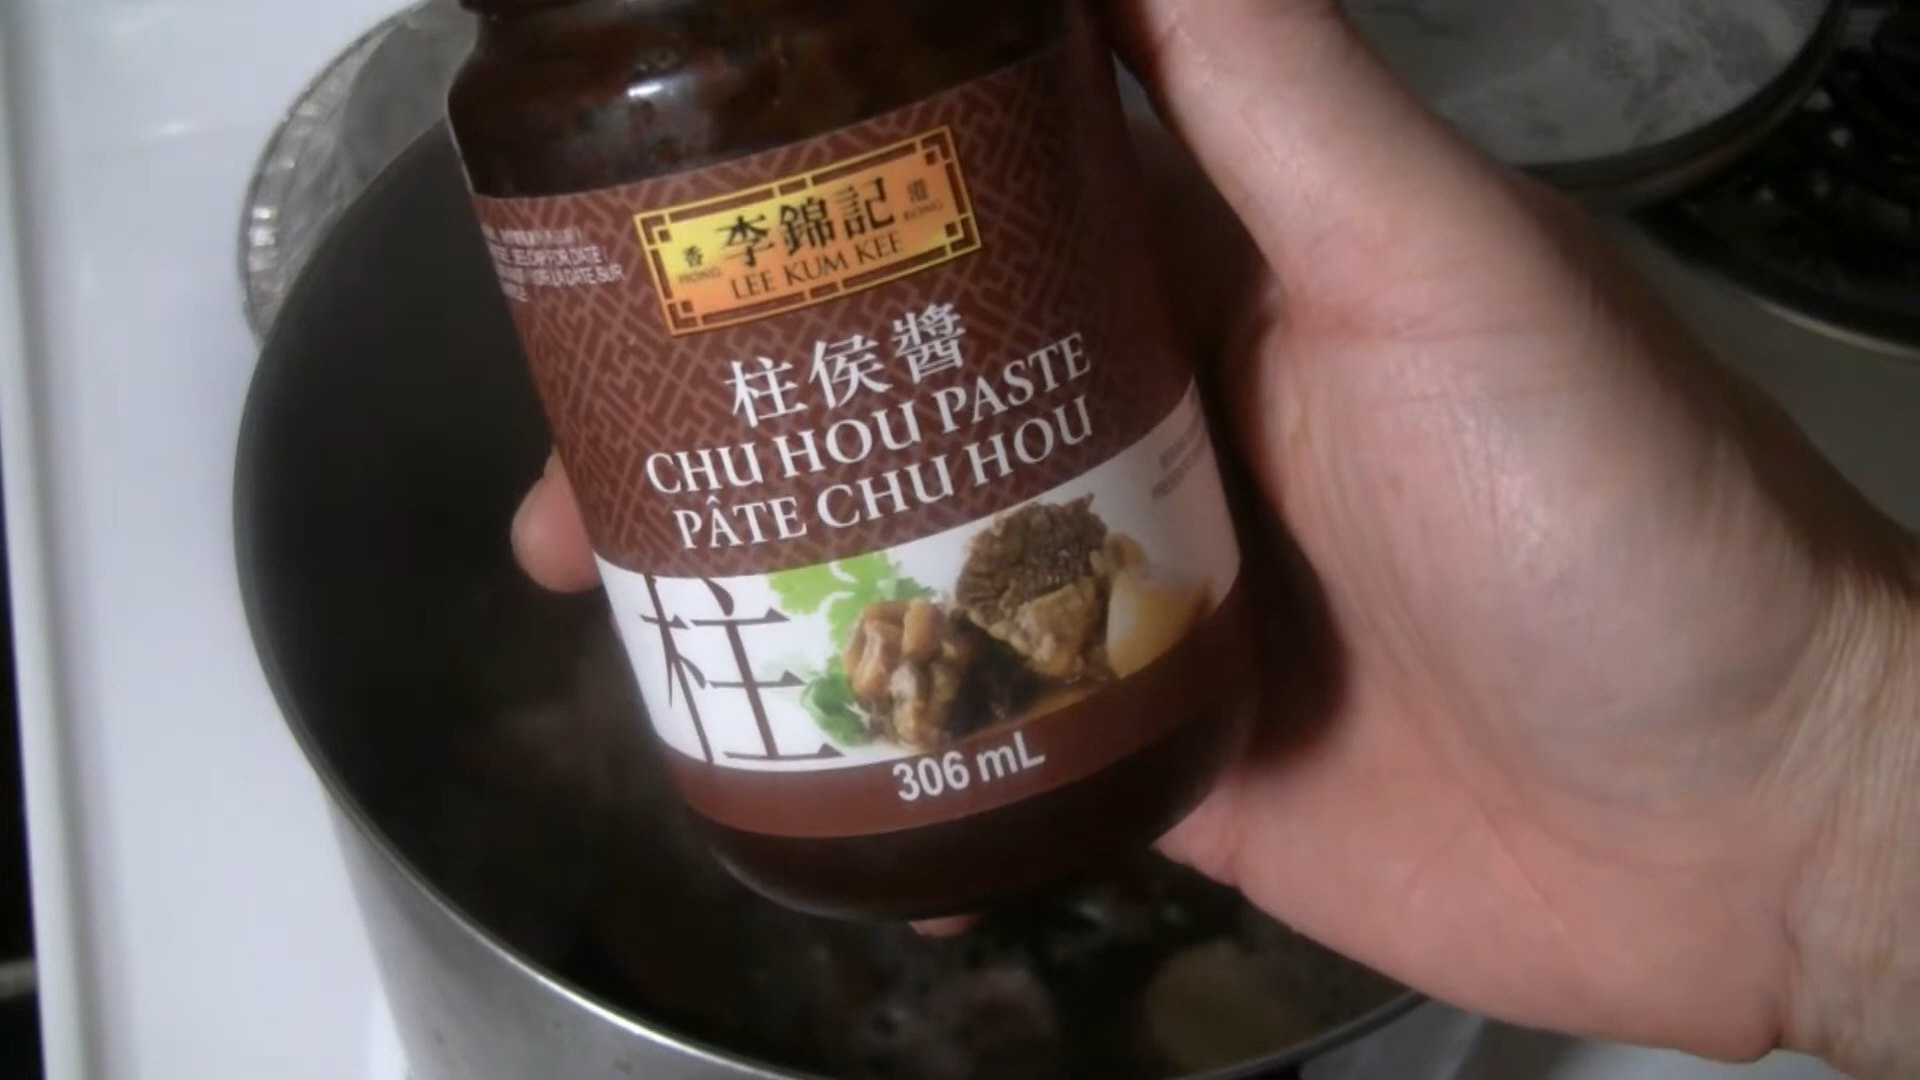 香 李錦記 港
HONG LEE KUM KEE KONG
柱侯醬
CHU HOU PASTE
PÂTE CHU HOU
柱
306 mL